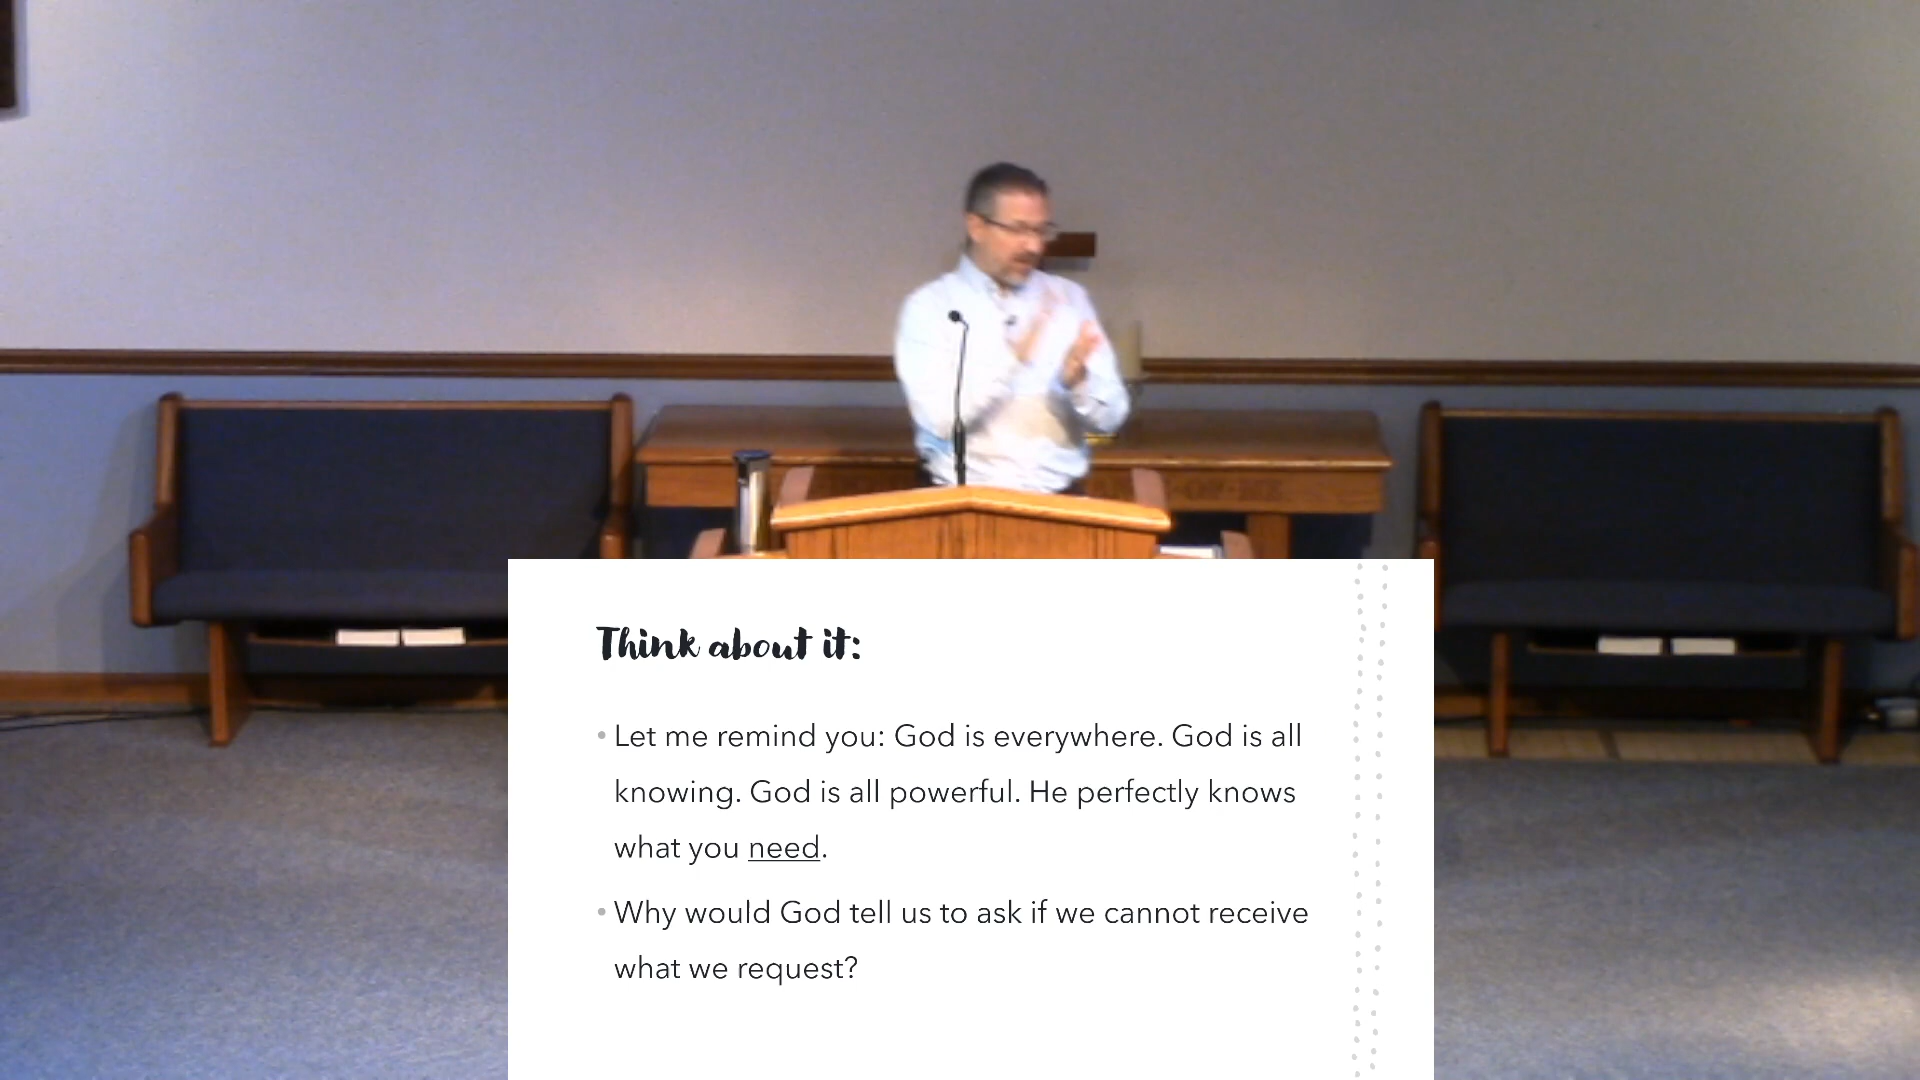 OF ME
Think about it:
Let me remind you: God is everywhere. God is all
knowing. God is all powerful. He perfectly knows
what you need.
Why would God tell us to ask if we cannot receive
what we request?